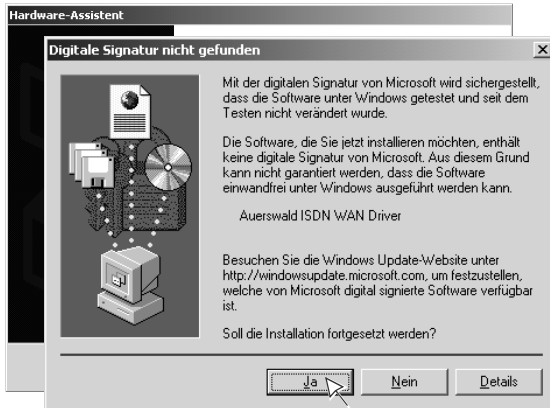 Hardware-Assistent
Digitale Signatur nicht gefunden
Mit der digitalen Signatur von Microsoft wird sichergestellt,
dass die Software unter Windows getestet und seit dem
Testen nicht verändert wurde.
Die Software, die Sie jetzt installieren möchten, enthält
keine digitale Signatur von Microsoft. Aus diesem Grund
kann nicht garantiert werden, dass die Software
einwandfrei unter Windows ausgeführt werden kann.
Auerswald ISDN WAN Driver
Besuchen Sie die Windows Update-Website unter
http://windowsupdate.microsoft.com, um festzustellen,
welche von Microsoft digital signierte Software verfügbar
ist.
Soll die Installation fortgesetzt werden?
Ja Nein Details